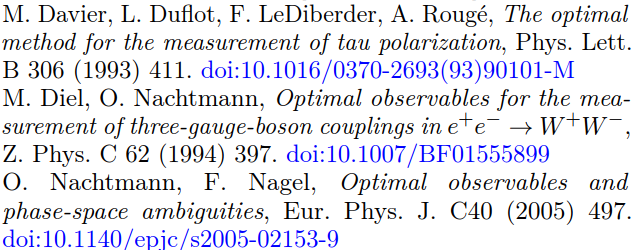 M. Davier, L. Duflot, F. LeDiberder, A. Rougé, The optimal
method for the measurement of tau polarization, Phys. Lett.
B 306 (1993) 411. doi:10.1016/0370-2693(93)90101-M
M. Diel, O. Nachtmann, Optimal observables for the mea-
surement of three-gauge-boson couplings in e⁺e⁻ → W⁺W⁻,
Z. Phys. C 62 (1994) 397. doi:10.1007/BF01555899
O. Nachtmann, F. Nagel, Optimal observables and
phase-space ambiguities, Eur. Phys. J. C40 (2005) 497.
doi:10.1140/epjc/s2005-02153-9